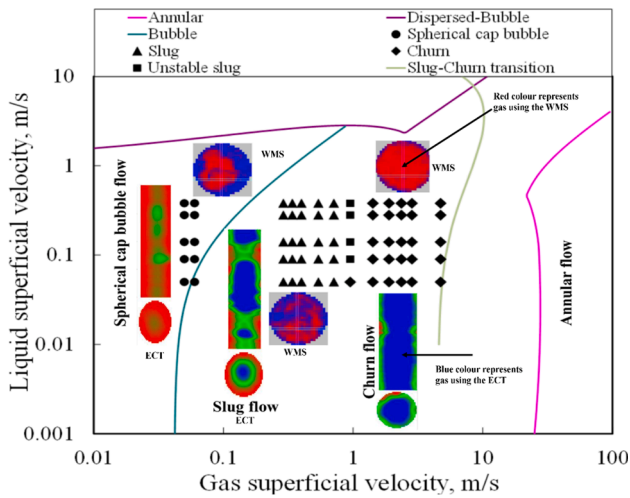 Annular
Dispersed-Bubble
Bubble
Spherical cap bubble
Slug
Churn
Unstable slug
Slug-Churn transition
Liquid superficial velocity, m/s
10
1
0.1
0.01
0.001
Red colour represents
gas using the WMS
WMS
WMS
Spherical cap bubble flow
ECT
WMS
Slug flow
ECT
Churn flow
Blue colour represents
gas using the ECT
Annular flow
0.01
0.1
1
10
100
Gas superficial velocity, m/s